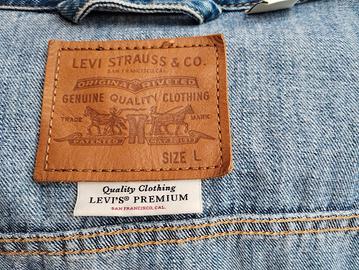 LEVI STRAUSS & CO.
SAN FRANCISCO, CAL.
ORIGINAL RIVETED
GENUINE QUALITY CLOTHING
TRADE MARK
PATENTED MAY 20 1873
SIZE L
Quality Clothing
LEVI'S® PREMIUM
SAN FRANCISCO, CAL.